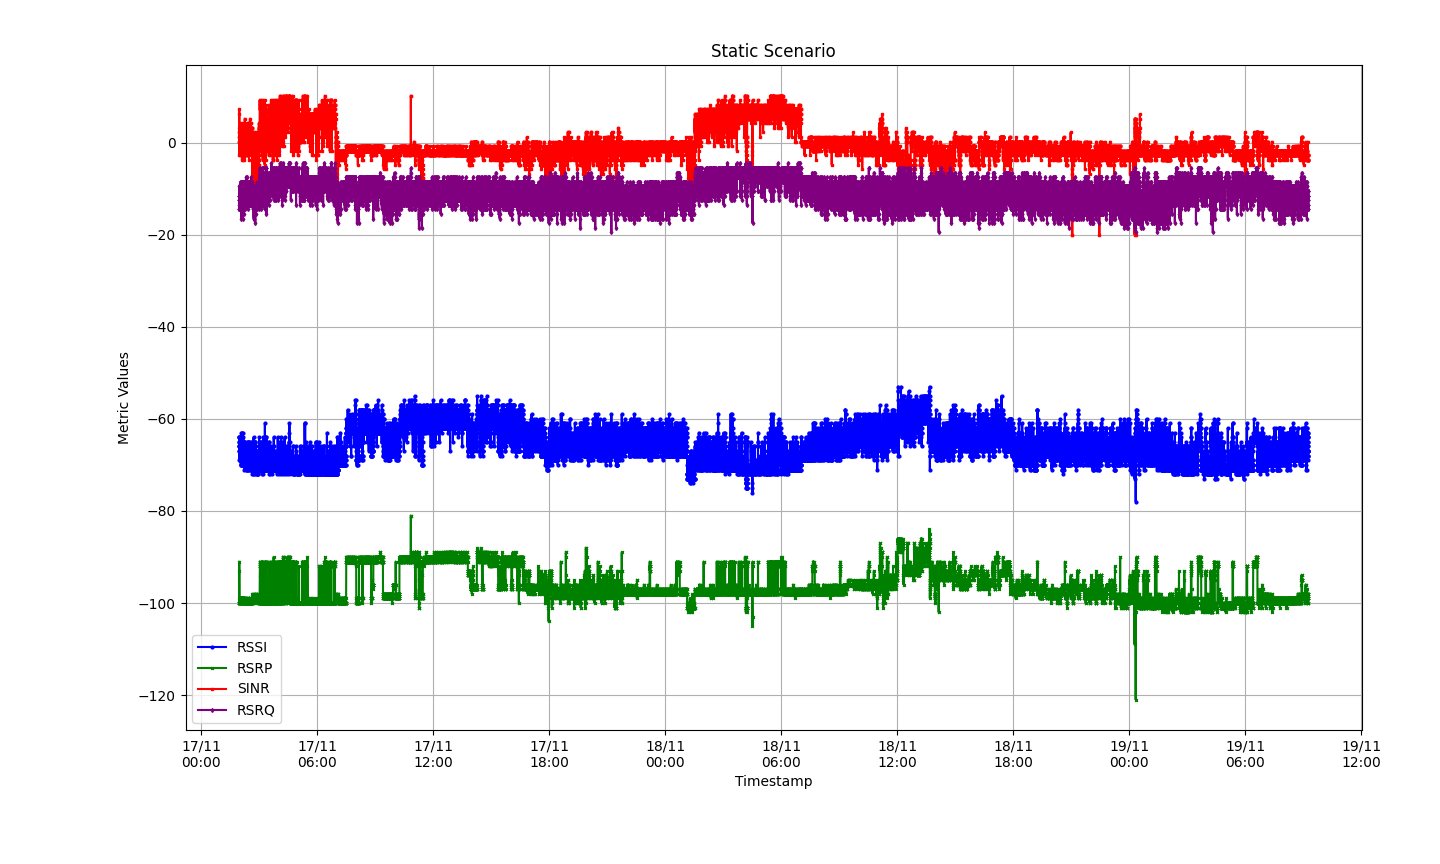 Static Scenario
0
−20
−40
−60
−80
−100
−120
Metric Values
RSSI
RSRP
SINR
RSRQ
17/11 17/11 17/11 17/11 18/11 18/11 18/11 18/11 19/11 19/11 19/11
00:00 06:00 12:00 18:00 00:00 06:00 12:00 18:00 00:00 06:00 12:00
Timestamp